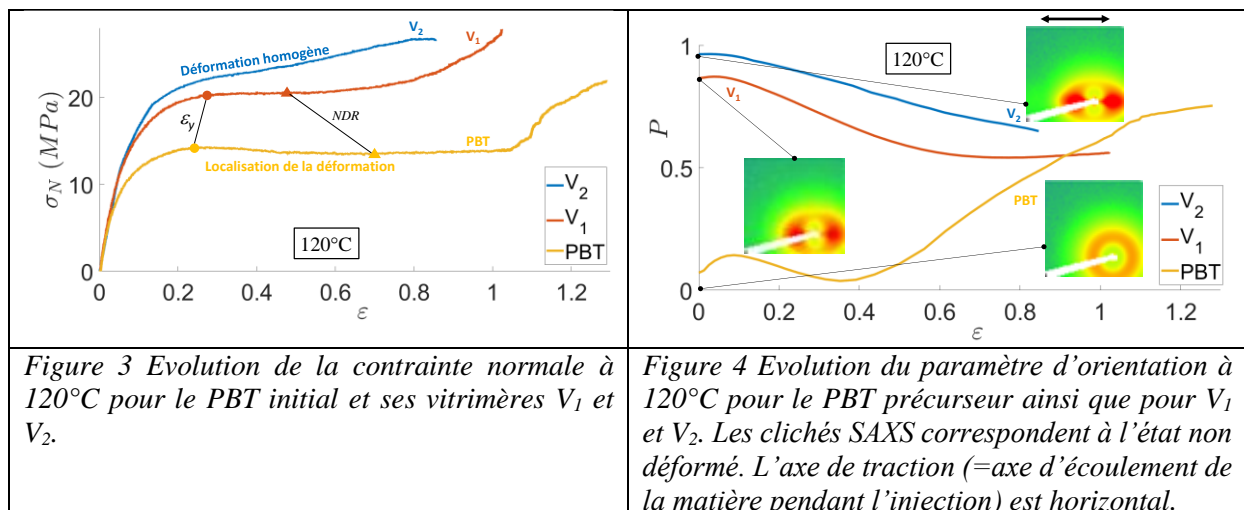 V₂
V₁
Déformation homogène
20
εy
NDR
PBT
Localisation de la déformation
10
V₂
V₁
PBT
120°C
0
0 0.2 0.4 0.6 0.8 1 1.2
σN (MPa)
ε
1
120°C
V₁
V₂
P
0.5
PBT
V₂
V₁
PBT
0
0 0.2 0.4 0.6 0.8 1 1.2
ε
Figure 3 Evolution de la contrainte normale à
120°C pour le PBT initial et ses vitrimères V₁ et
V₂.
Figure 4 Evolution du paramètre d'orientation à
120°C pour le PBT précurseur ainsi que pour V₁
et V₂. Les clichés SAXS correspondent à l'état non
déformé. L'axe de traction (=axe d'écoulement de
la matière pendant l'injection) est horizontal.